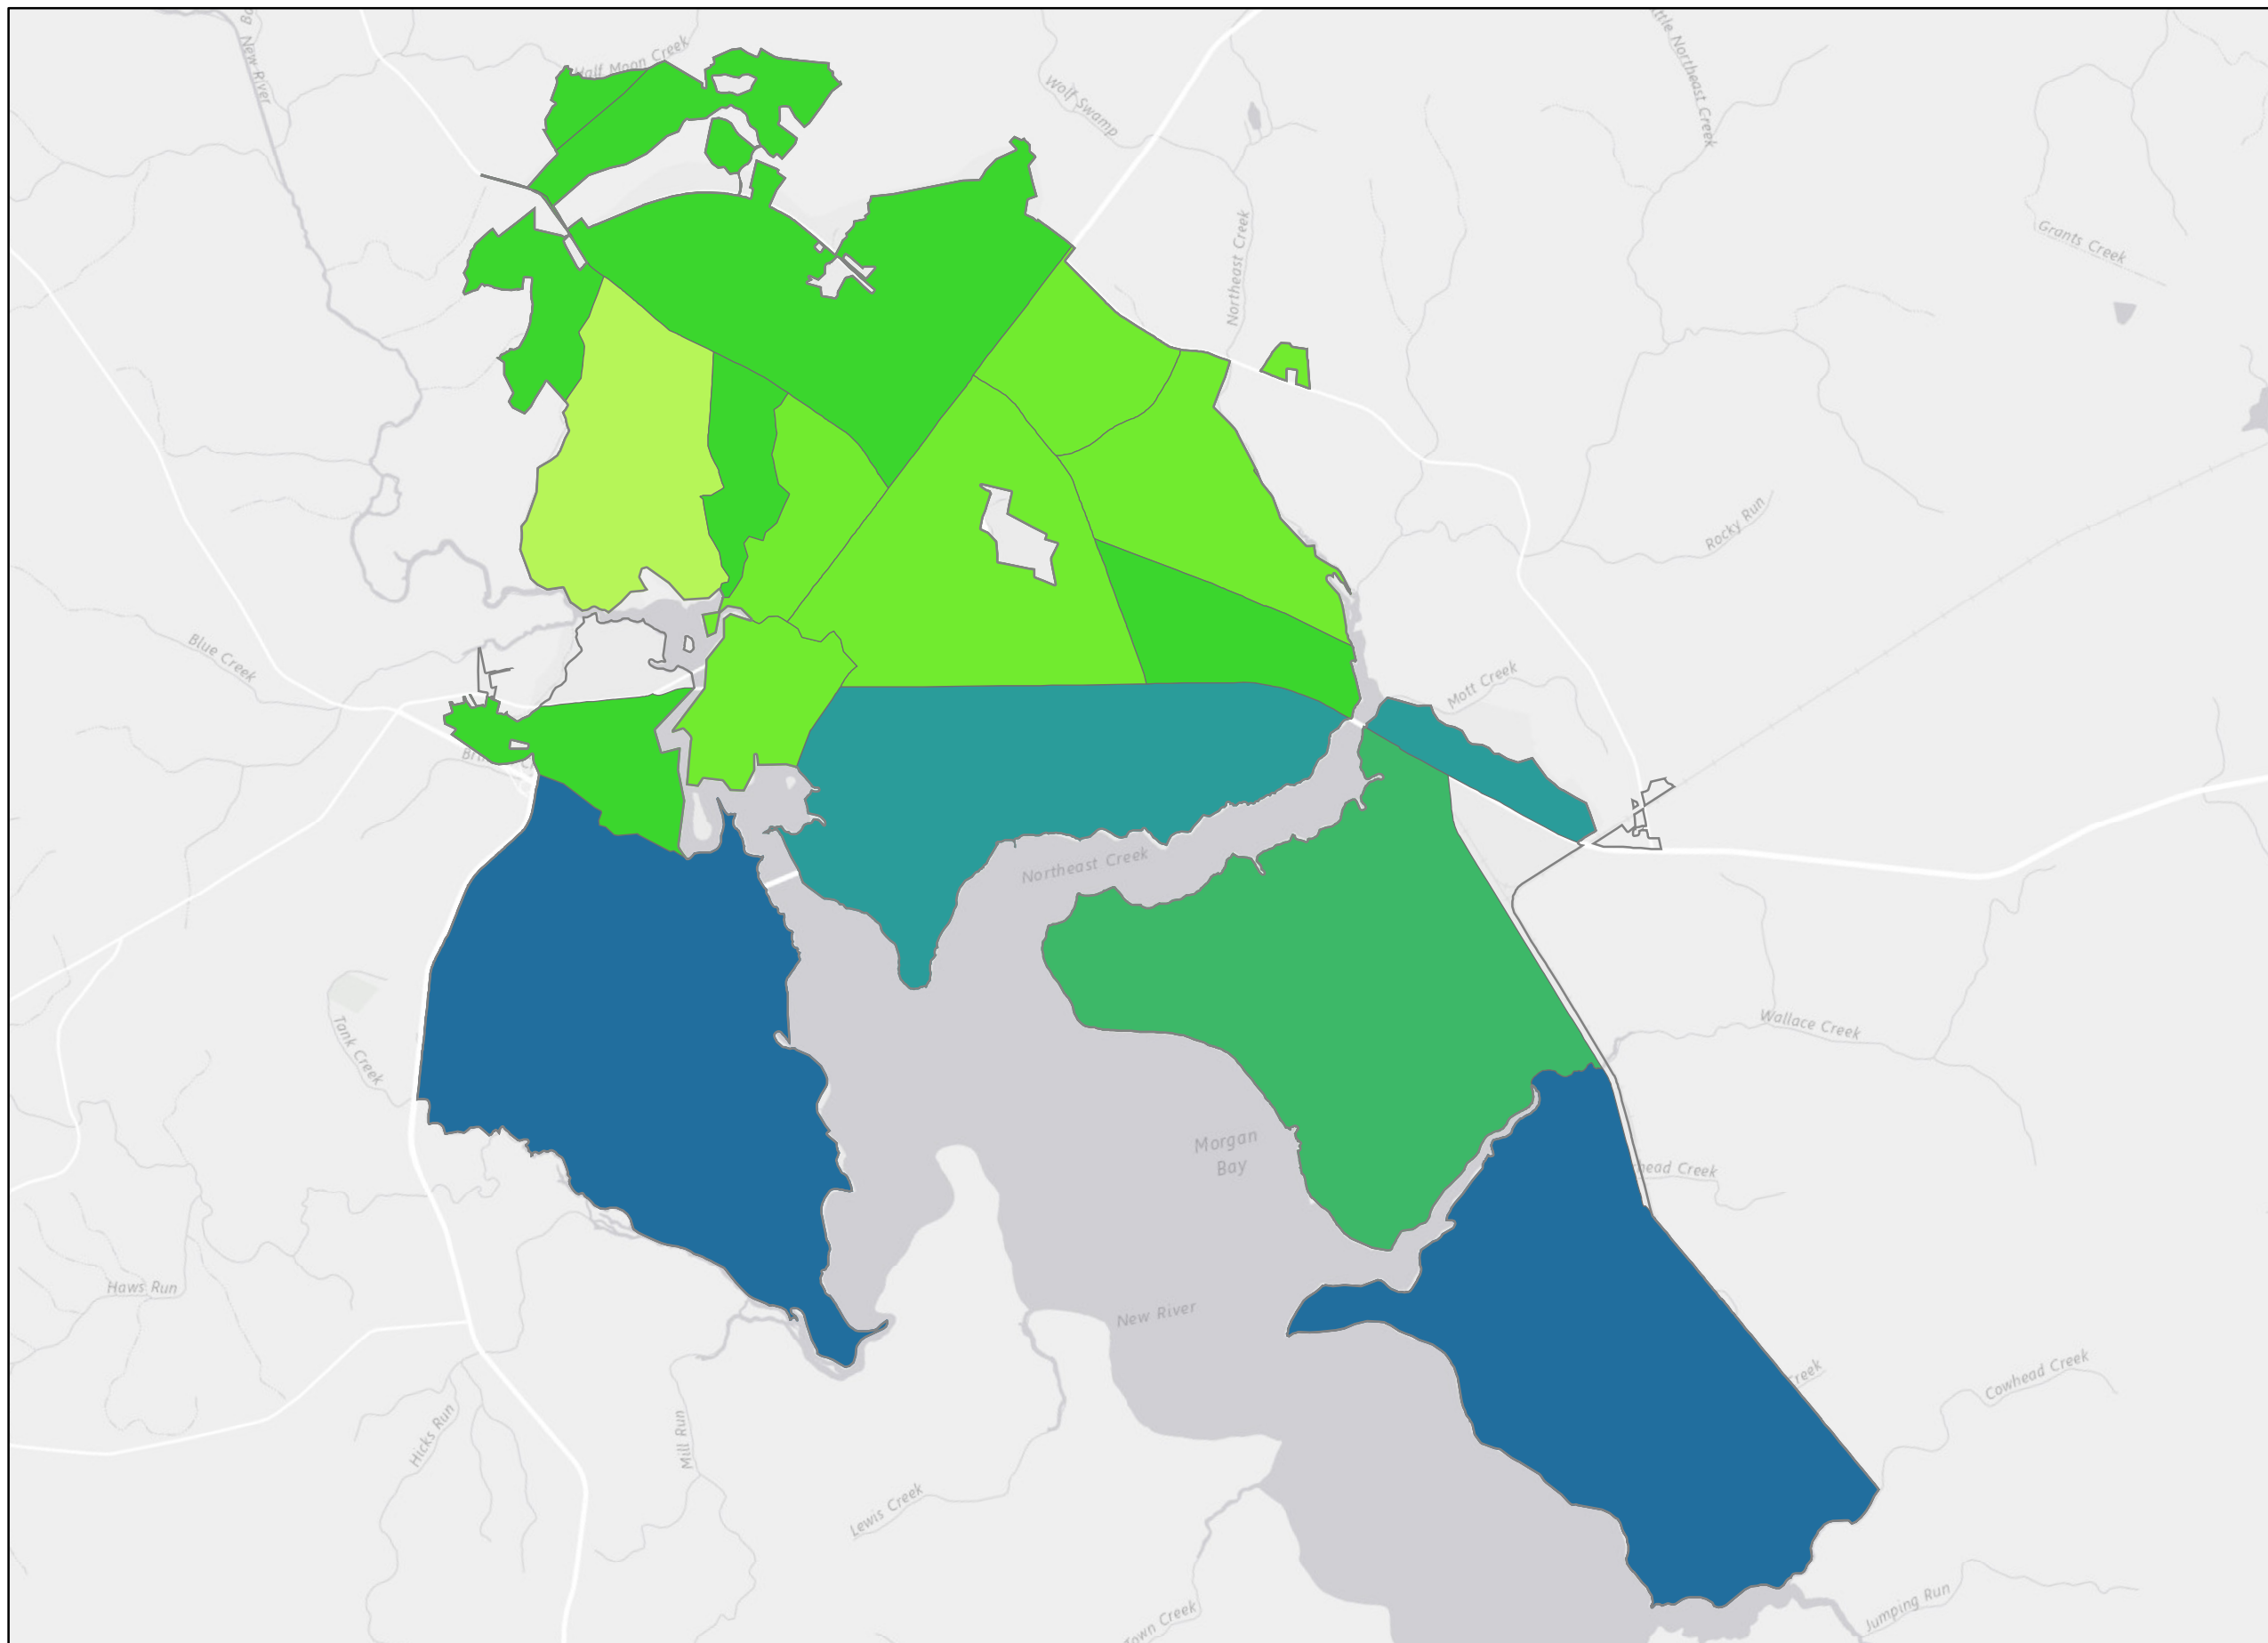 Half Moon Creek
New River
Wolf Swamp
Northeast Creek
Grants Creek
Rocky Run
Blue Creek
Mott Creek
Northeast Creek
Tank Creek
Wallace Creek
Morgan
Bay
head Creek
Haws Run
New River
Creek
Cowhead Creek
Hicks Run
Mill Run
Lewis Creek
Town Creek
Jumping Run